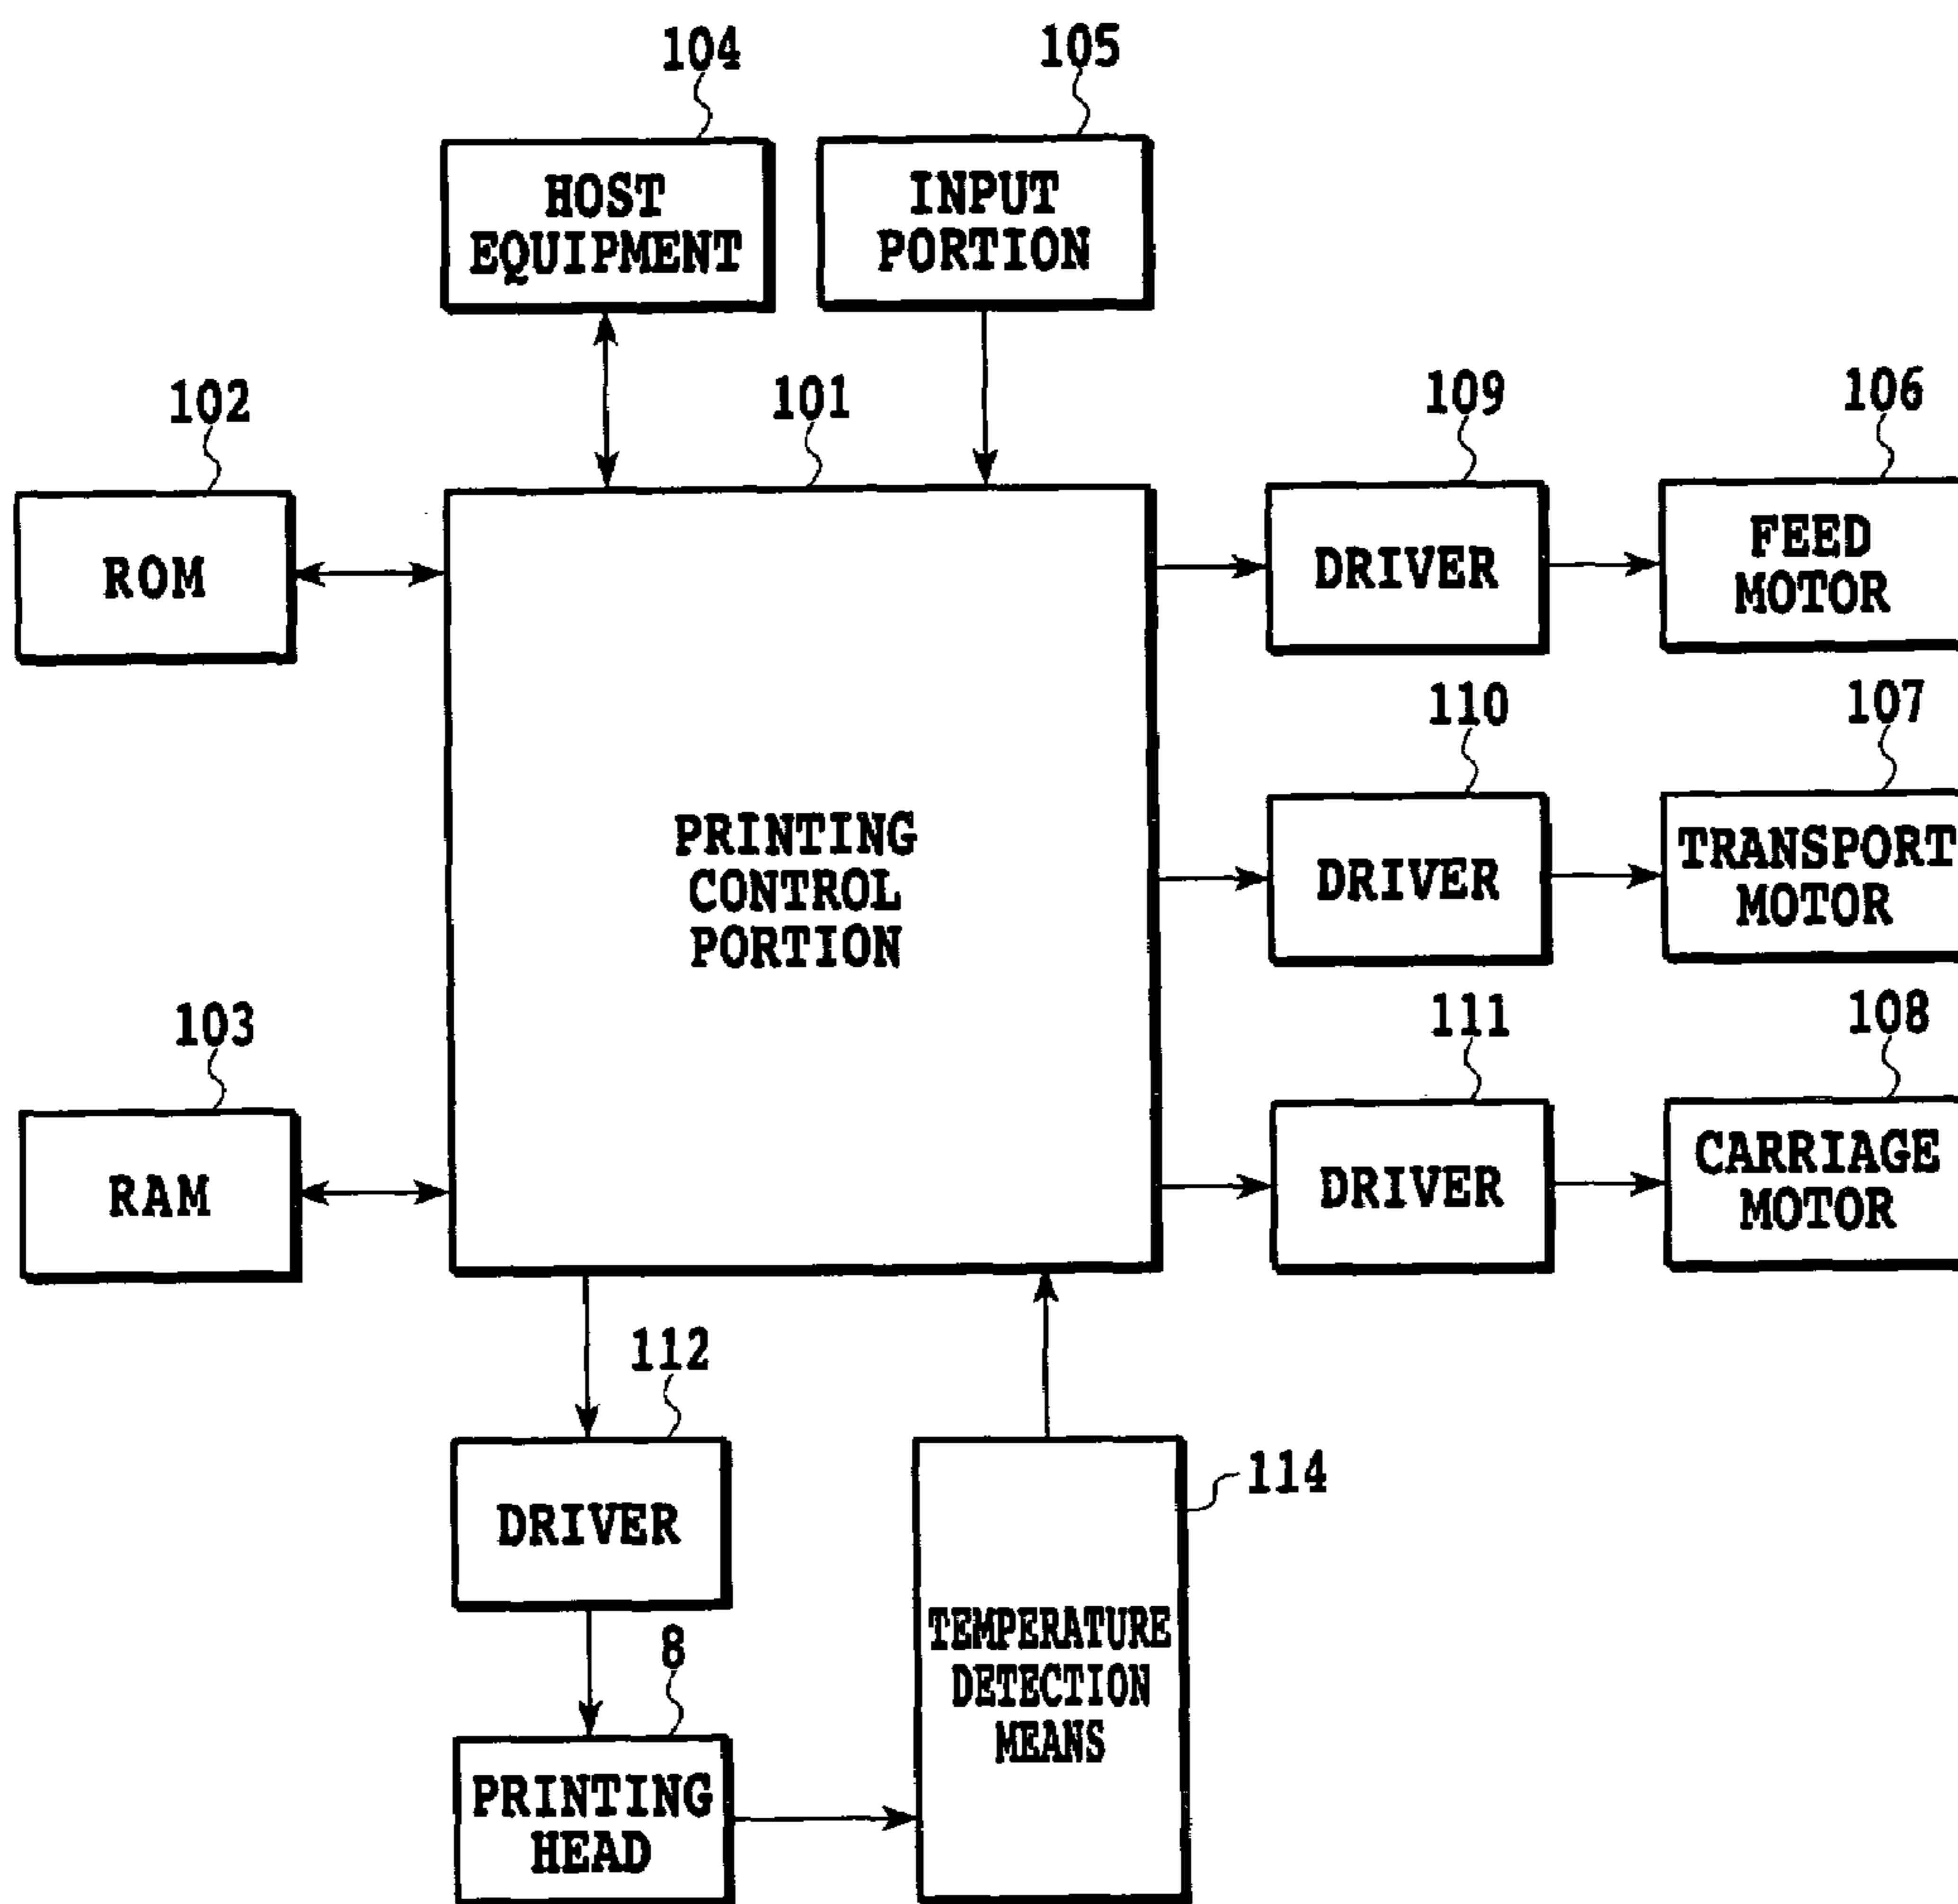 104
105
HOST
EQUIPMENT
INPUT
PORTION
102
101
109
106
ROM
DRIVER
FEED
MOTOR
110
107
PRINTING
CONTROL
PORTION
DRIVER
TRANSPORT
MOTOR
103
111
108
RAM
DRIVER
CARRIAGE
MOTOR
112
DRIVER
114
8
TEMPERATURE
DETECTION
MEANS
PRINTING
HEAD